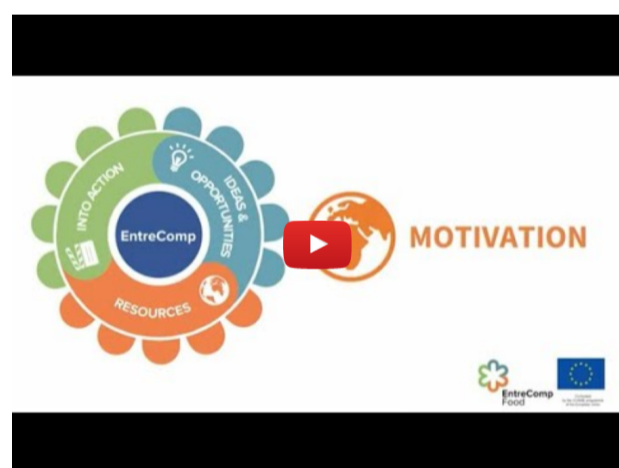 INTO ACTION
IDEAS &
OPPORTUNITIES
EntreComp
RESOURCES
MOTIVATION
EntreComp
Food